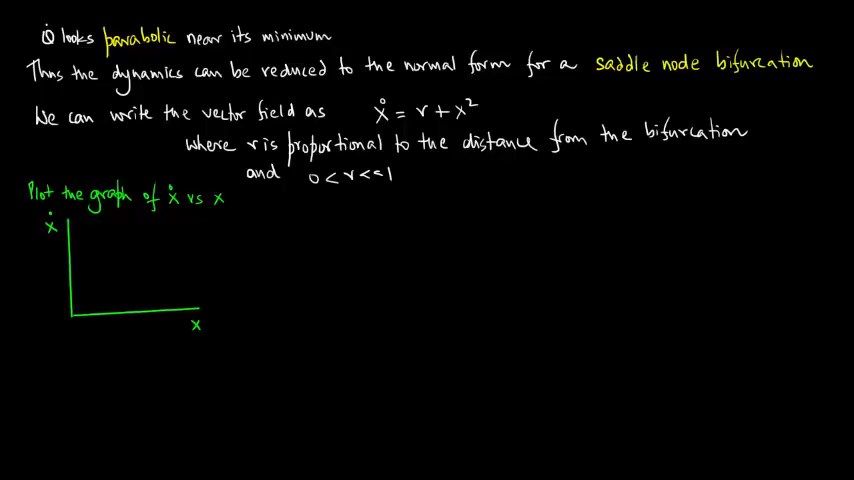 θ̇ looks parabolic near its minimum
Thus the dynamics can be reduced to the normal form for a saddle node bifurcation
We can write the vector field as ẋ = r + x²
where r is proportional to the distance from the bifurcation
and 0 < r << 1
Plot the graph of ẋ vs x
ẋ
x